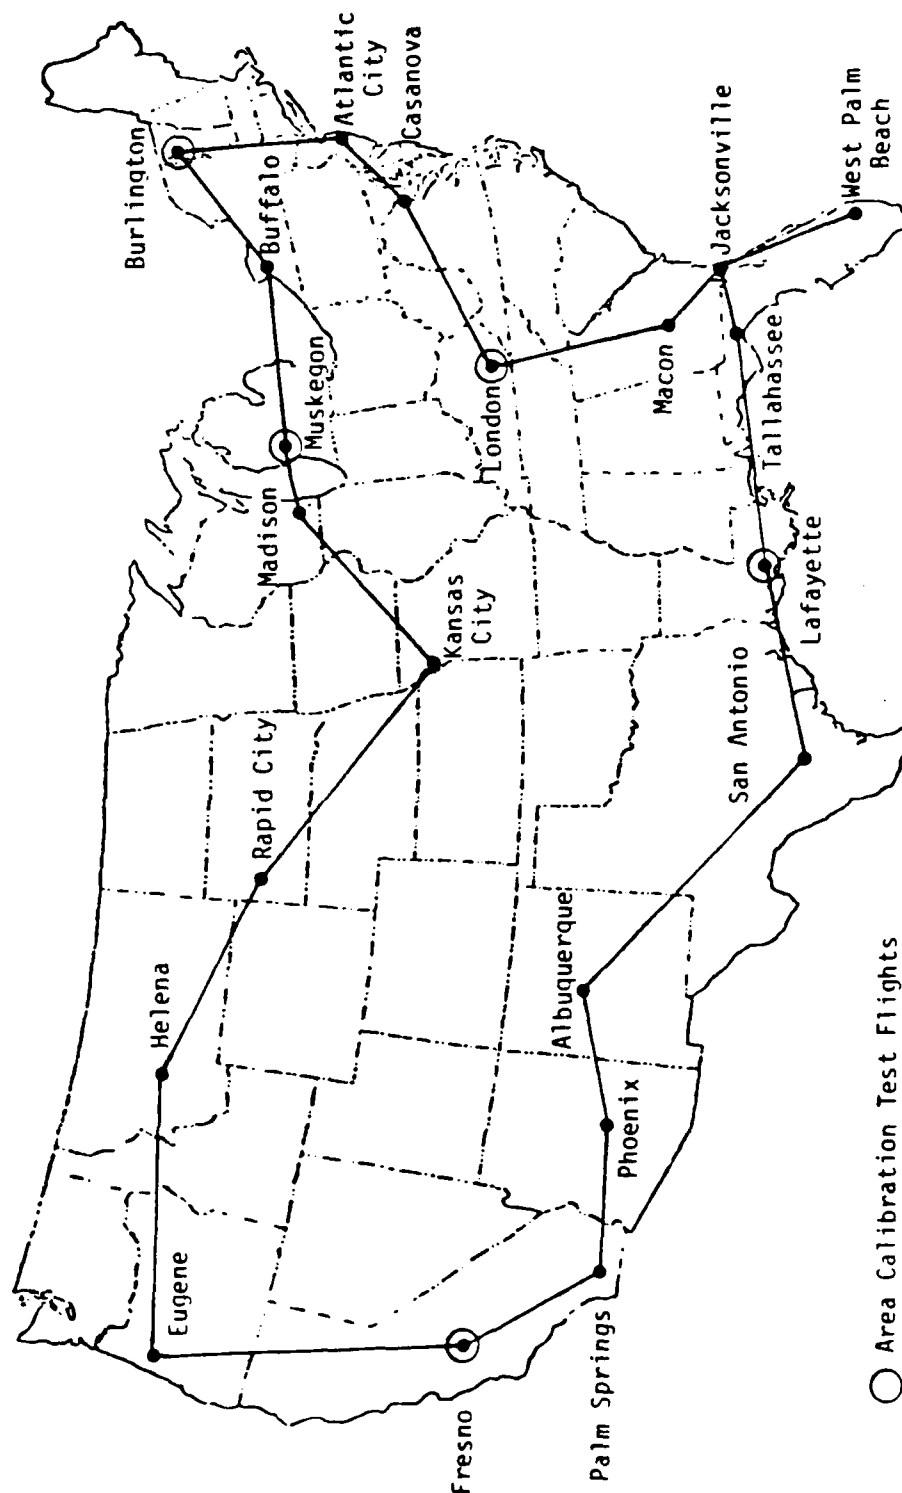 Burlington
Buffalo
Atlantic
City
Casanova
Muskegon
Madison
London
Kansas
City
Rapid City
Helena
Eugene
Fresno
Palm Springs
Phoenix
Albuquerque
San Antonio
Lafayette
Tallahassee
Macon
Jacksonville
West Palm
Beach
Area Calibration Test Flights